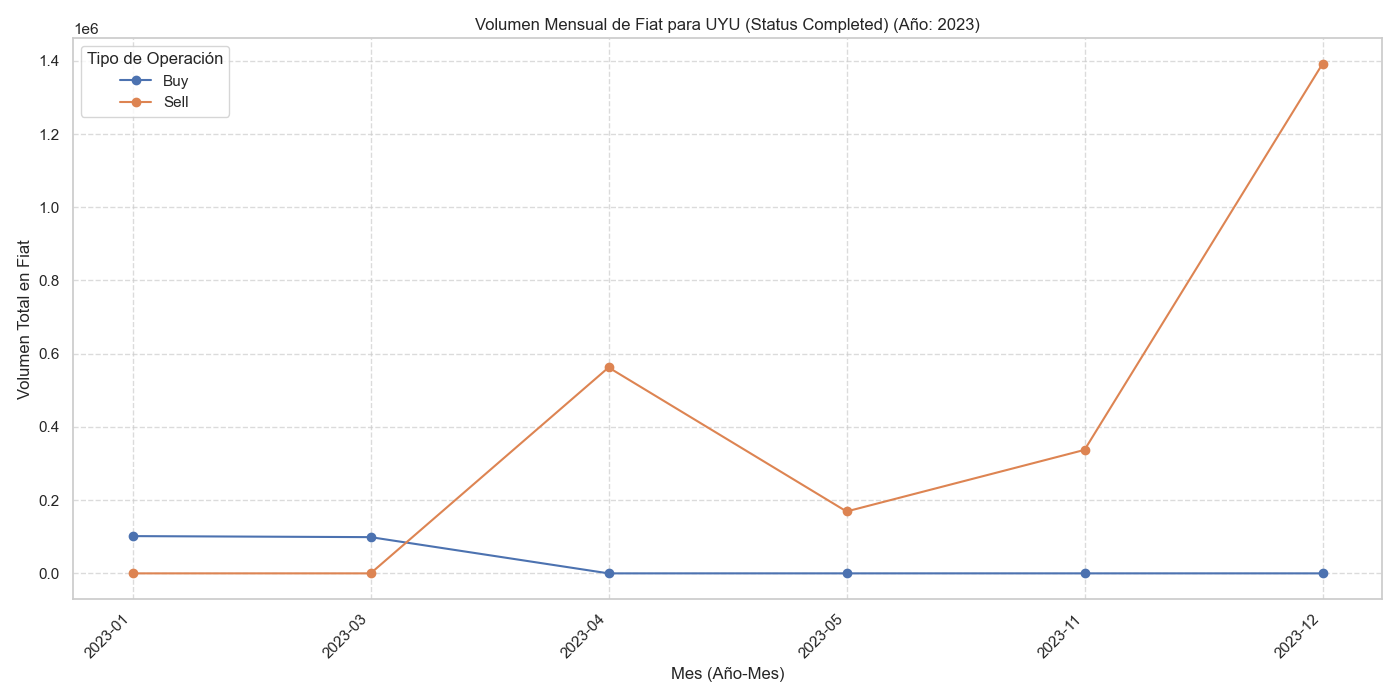 Volumen Mensual de Fiat para UYU (Status Completed) (Año: 2023)
1e6
Tipo de Operación
Buy
Sell
Volumen Total en Fiat
1.4
1.2
1.0
0.8
0.6
0.4
0.2
0.0
2023-01
2023-03
2023-04
2023-05
2023-11
2023-12
Mes (Año-Mes)